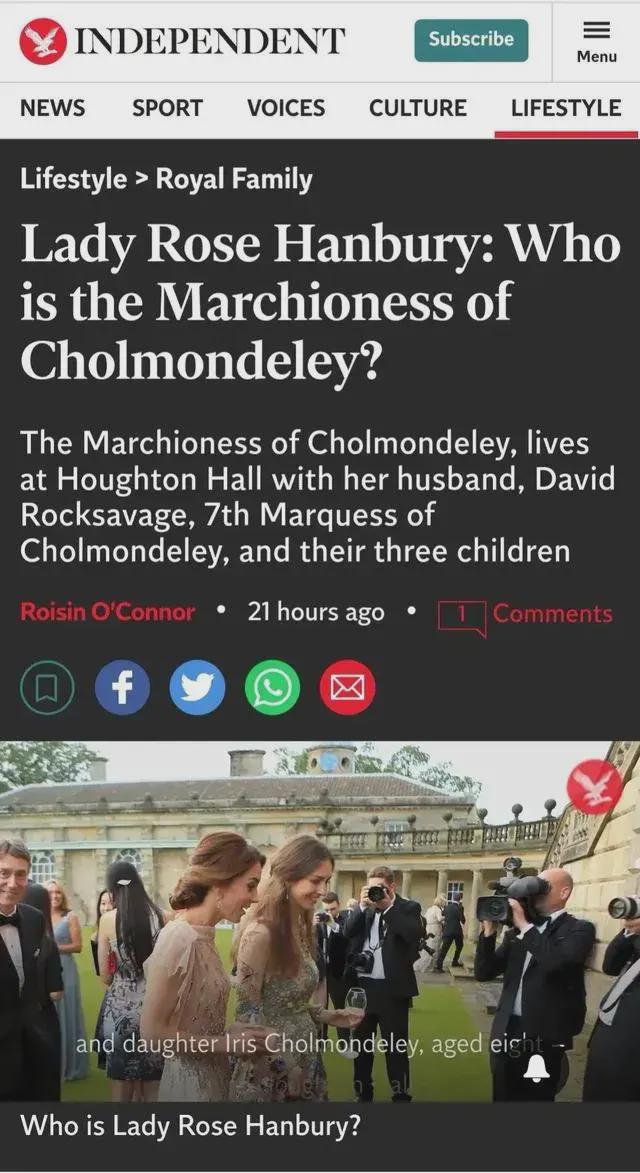 INDEPENDENT
Subscribe
Menu
NEWS SPORT VOICES CULTURE LIFESTYLE
Lifestyle > Royal Family
Lady Rose Hanbury: Who
is the Marchioness of
Cholmondeley?
The Marchioness of Cholmondeley, lives
at Houghton Hall with her husband, David
Rocksavage, 7th Marquess of
Cholmondeley, and their three children
Roisin O'Connor • 21 hours ago • 1 Comments
and daughter Iris Cholmondeley, aged eight –
Who is Lady Rose Hanbury?